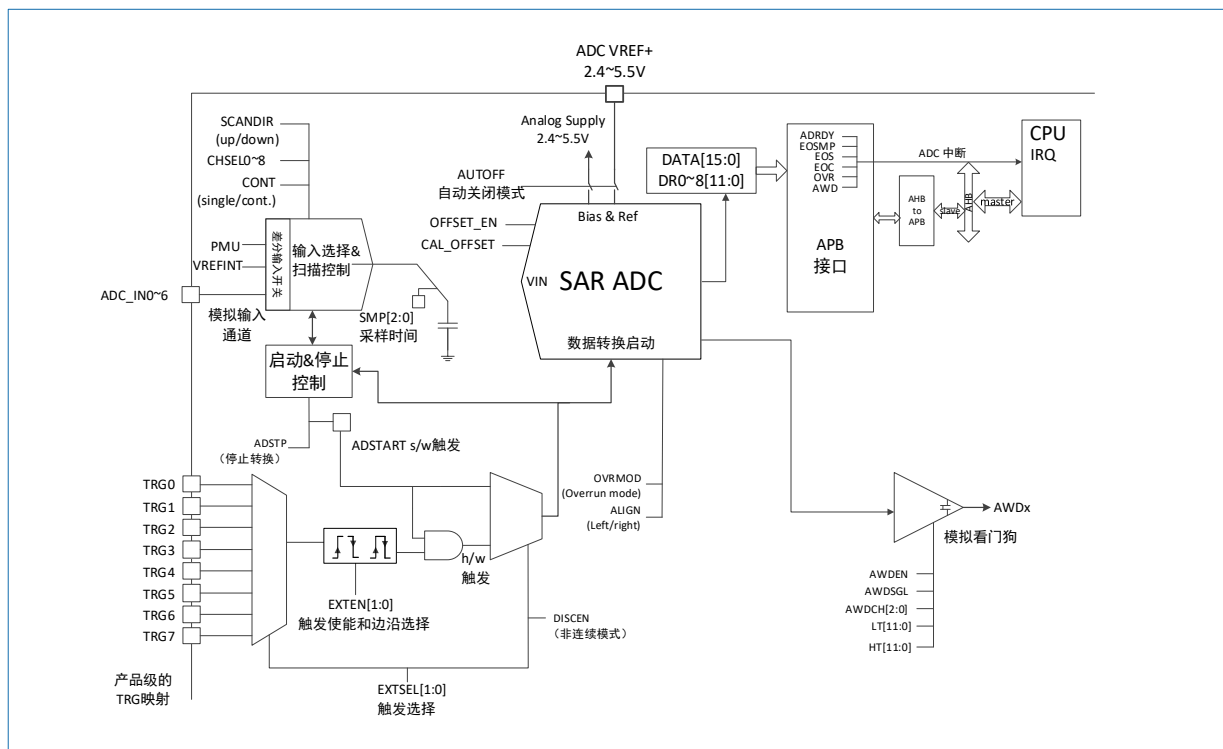 ADC VREF+
2.4~5.5V
SCANDIR
(up/down)
CHSEL0~8
CONT
(single/cont.)
Analog Supply
2.4~5.5V
AUTOFF
自动关闭模式
OFFSET_EN
CAL_OFFSET
Bias & Ref
VIN
SAR ADC
数据转换启动
DATA[15:0]
DR0~8[11:0]
ADRDY
EOSMP
EOS
EOC
OVR
AWD
APB
接口
ADC 中断
CPU
IRQ
AHB
to
APB
slave
AHB
master
PMU
VREFINT
ADC_IN0~6
差分输入开关
输入选择&
扫描控制
模拟输入
通道
SMP[2:0]
采样时间
启动&停止
控制
ADSTP
（停止转换）
ADSTART s/w触发
TRG0
TRG1
TRG2
TRG3
TRG4
TRG5
TRG6
TRG7
产品级的
TRG映射
EXTEN[1:0]
触发使能和边沿选择
h/w
触发
EXTSEL[1:0]
触发选择
DISCEN
（非连续模式）
OVRMOD
(Overrun mode)
ALIGN
(Left/right)
AWDx
模拟看门狗
AWDEN
AWDSGL
AWDCH[2:0]
LT[11:0]
HT[11:0]